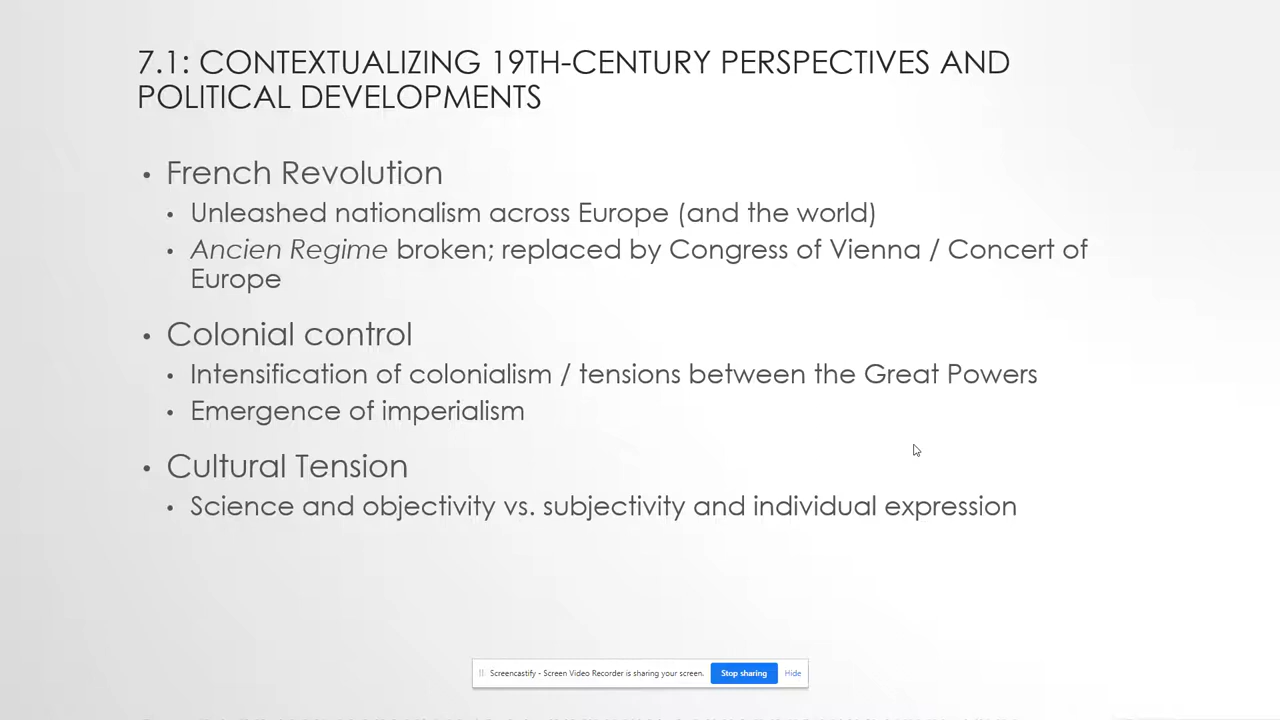 7.1: CONTEXTUALIZING 19TH-CENTURY PERSPECTIVES AND
POLITICAL DEVELOPMENTS
• French Revolution
• Unleashed nationalism across Europe (and the world)
• Ancien Regime broken; replaced by Congress of Vienna / Concert of
Europe
• Colonial control
• Intensification of colonialism / tensions between the Great Powers
• Emergence of imperialism
• Cultural Tension
• Science and objectivity vs. subjectivity and individual expression
Screencastify - Screen Video Recorder is sharing your screen. Stop sharing Hide